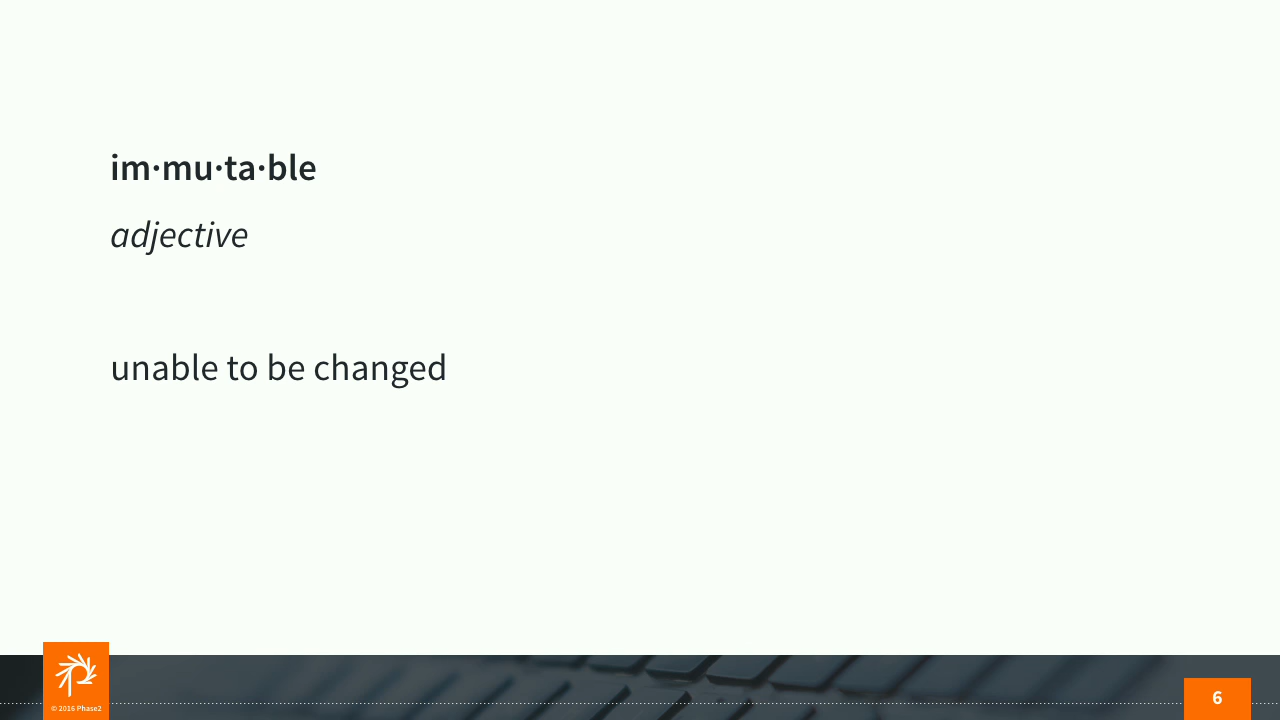 im·mu·ta·ble
adjective
unable to be changed
© 2016 Phase2
6